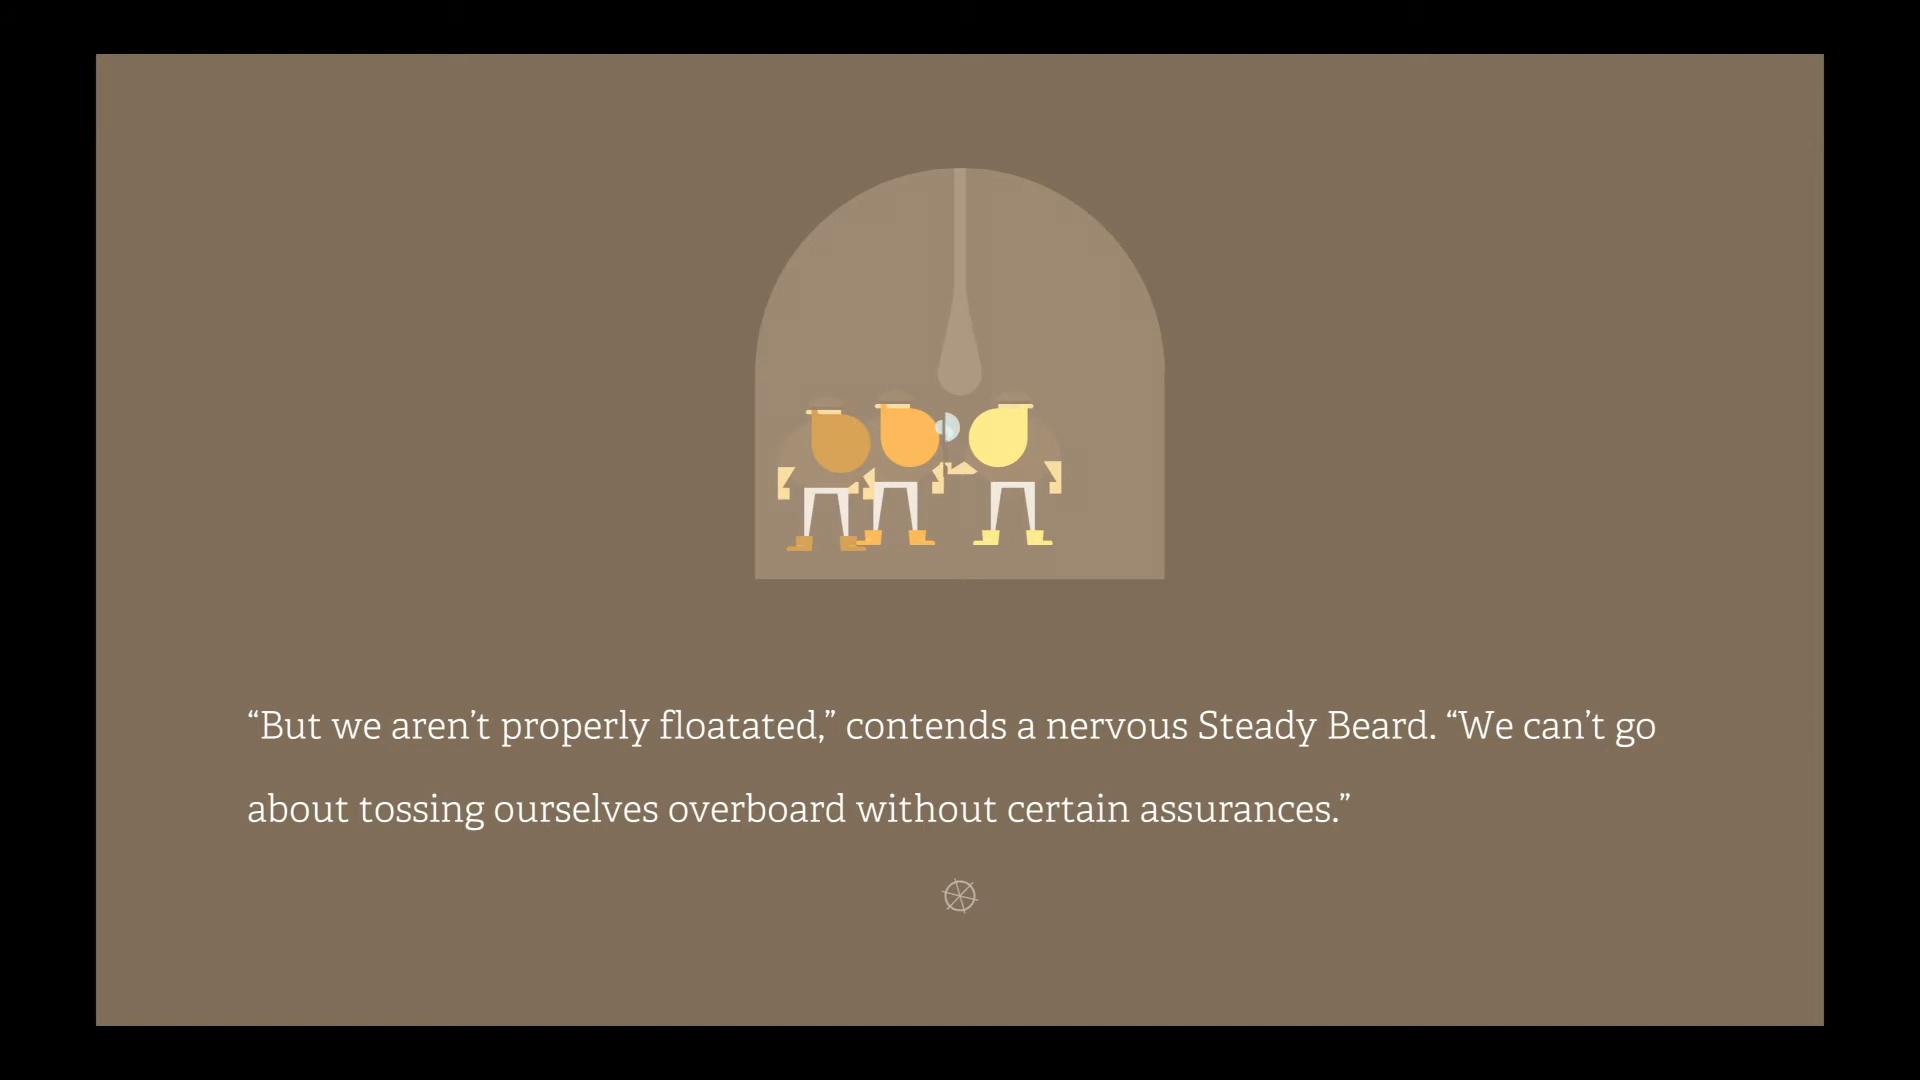 “But we aren’t properly floatated,” contends a nervous Steady Beard. “We can’t go
about tossing ourselves overboard without certain assurances.”